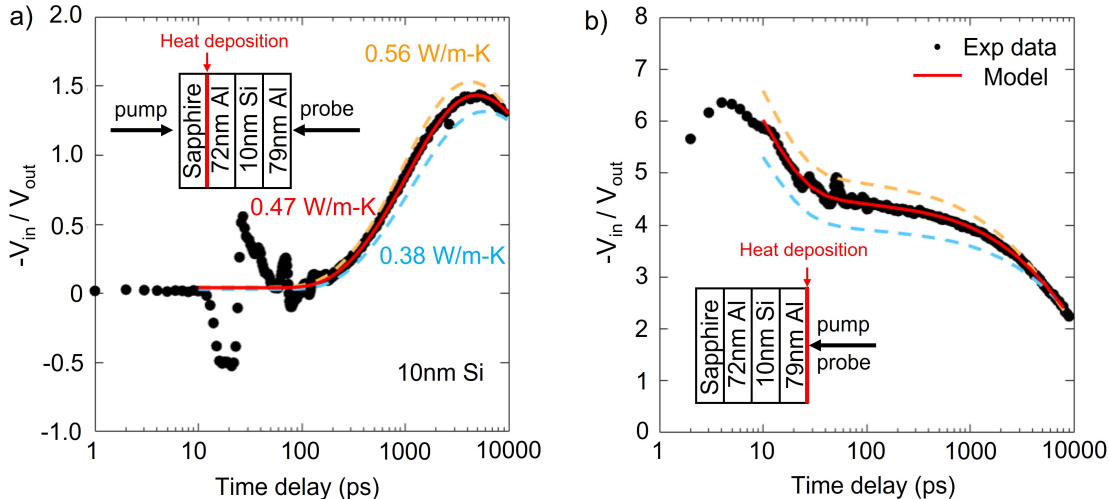 a)
Heat deposition
0.56 W/m-K
pump
Sapphire
72nm Al
10nm Si
79nm Al
probe
0.47 W/m-K
0.38 W/m-K
10nm Si
2.0
1.5
1.0
0.5
0
-0.5
-1.0
-V_in / V_out
1
10
100
1000
10000
Time delay (ps)
b)
Exp data
Model
Heat deposition
Sapphire
72nm Al
10nm Si
79nm Al
pump
probe
8
7
6
5
4
3
2
1
0
-V_in / V_out
1
10
100
1000
10000
Time delay (ps)